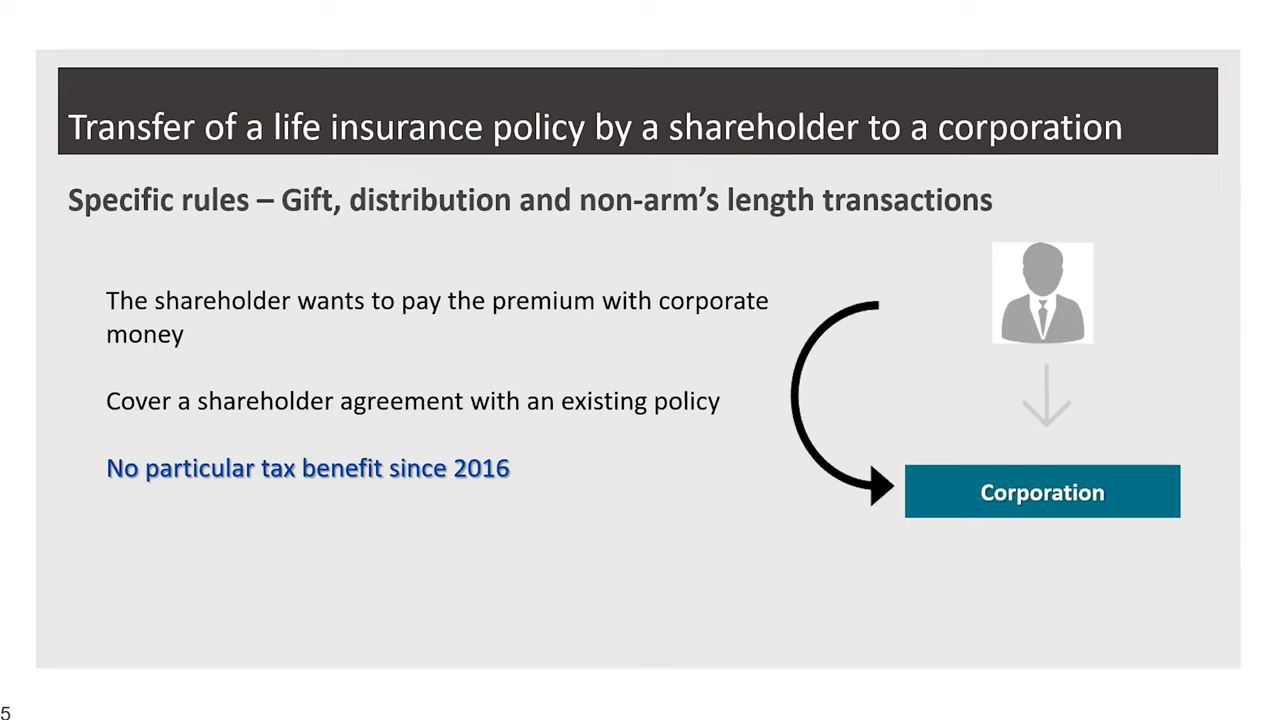 Transfer of a life insurance policy by a shareholder to a corporation
Specific rules – Gift, distribution and non-arm’s length transactions
The shareholder wants to pay the premium with corporate
money
Cover a shareholder agreement with an existing policy
No particular tax benefit since 2016
Corporation
5